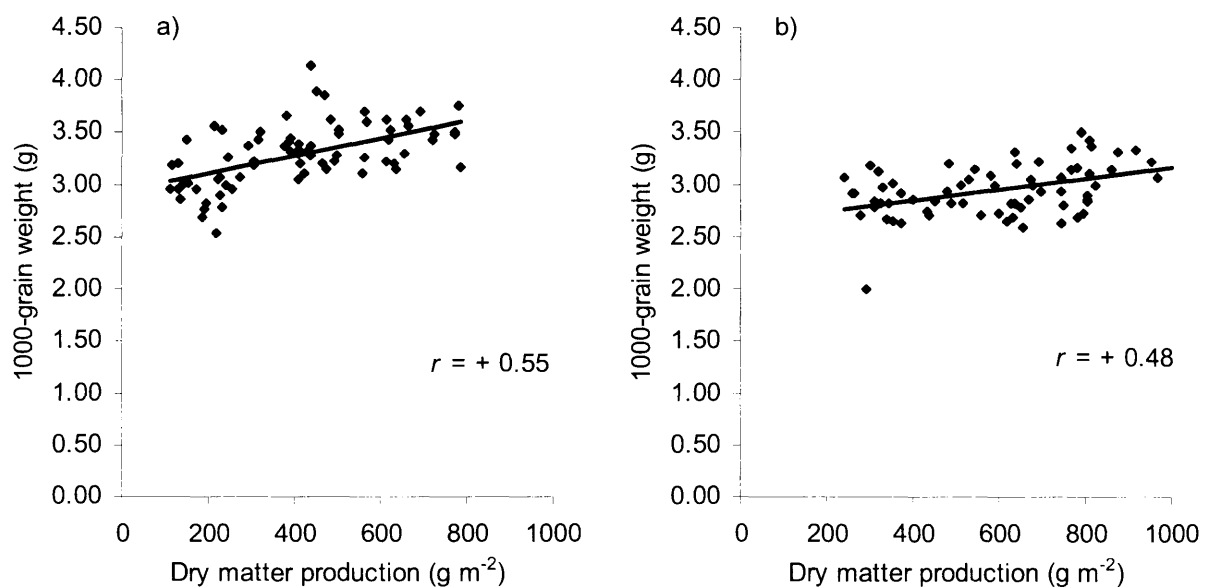 a)
4.50
4.00
3.50
3.00
2.50
2.00
1.50
1.00
0.50
0.00
1000-grain weight (g)
r = + 0.55
0 200 400 600 800 1000
Dry matter production (g m-2)
b)
4.50
4.00
3.50
3.00
2.50
2.00
1.50
1.00
0.50
0.00
1000-grain weight (g)
r = + 0.48
0 200 400 600 800 1000
Dry matter production (g m-2)